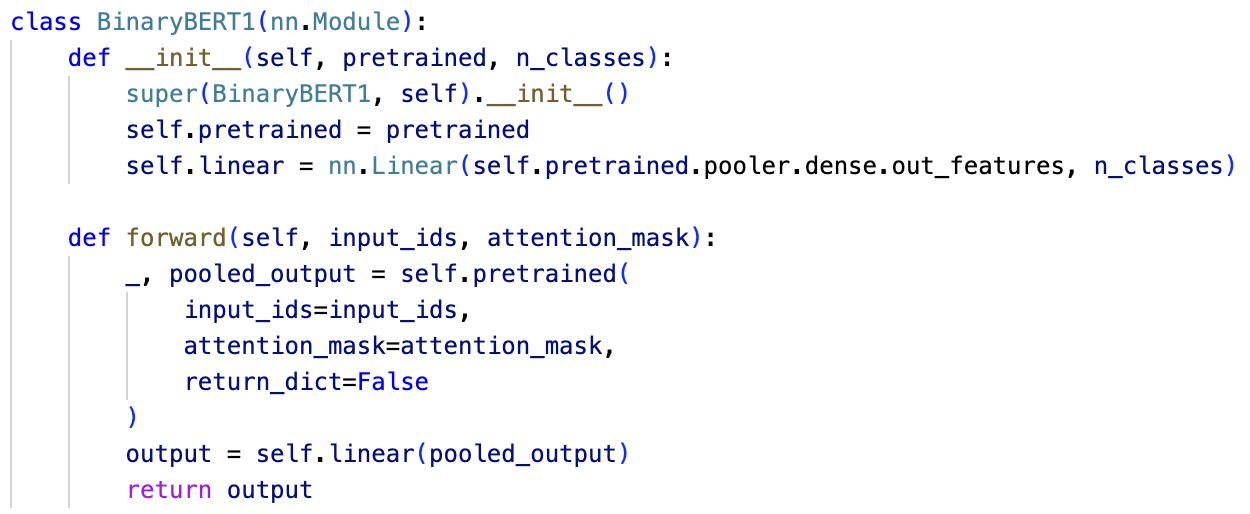 class BinaryBERT1(nn.Module):
    def __init__(self, pretrained, n_classes):
        super(BinaryBERT1, self).__init__()
        self.pretrained = pretrained
        self.linear = nn.Linear(self.pretrained.pooler.dense.out_features, n_classes)

    def forward(self, input_ids, attention_mask):
        _, pooled_output = self.pretrained(
            input_ids=input_ids,
            attention_mask=attention_mask,
            return_dict=False
        )
        output = self.linear(pooled_output)
        return output